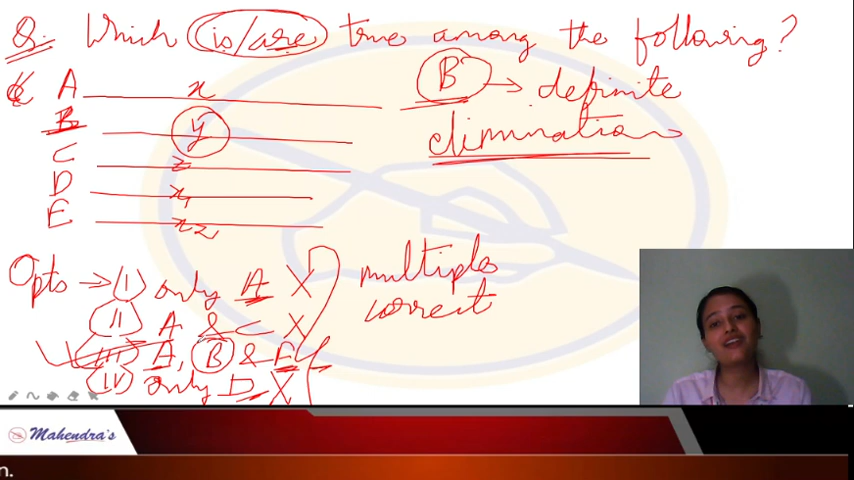 Q. Which is/are true among the following?
A x
B y
C z
D x1
E x2
B → definite
elimination
Opts → (I) only A X
(II) A & C X
(III) A, B & E
(IV) only D X
multiple
correct
Mahendra's
n.